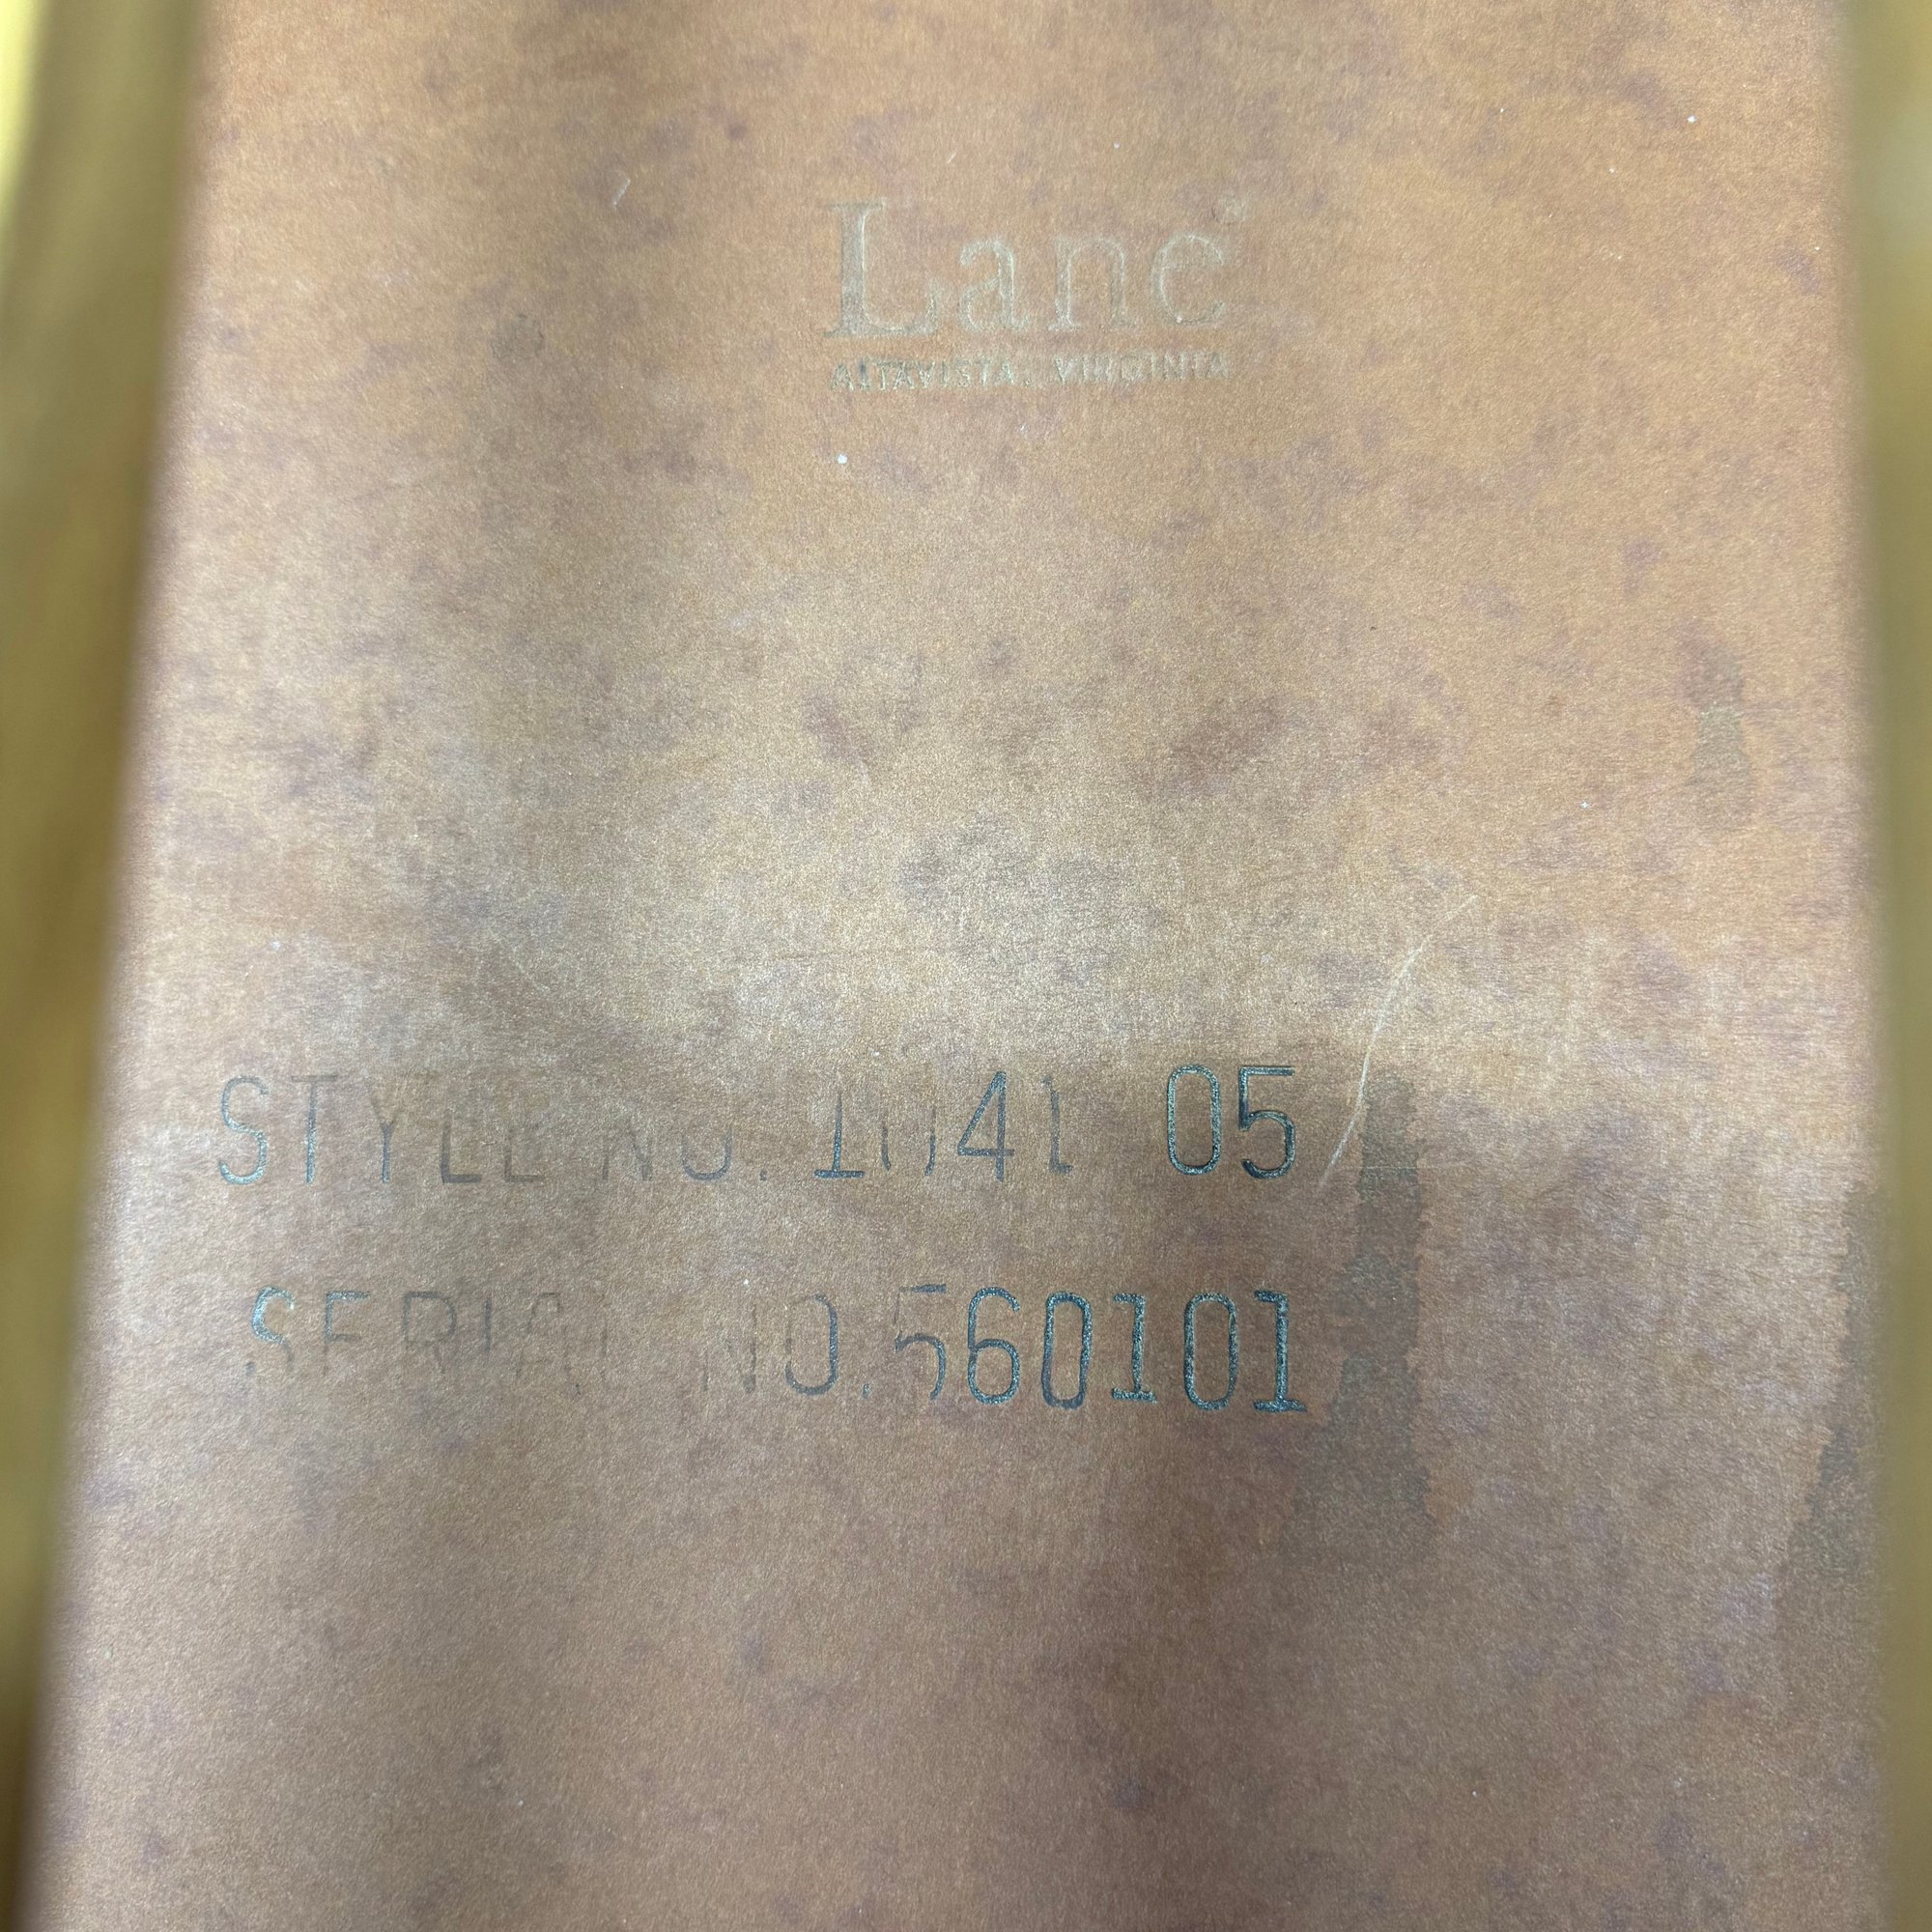 Lane®
ALTAVISTA, VIRGINIA
STYLE NO. 1041 05
SERIAL NO. 560101